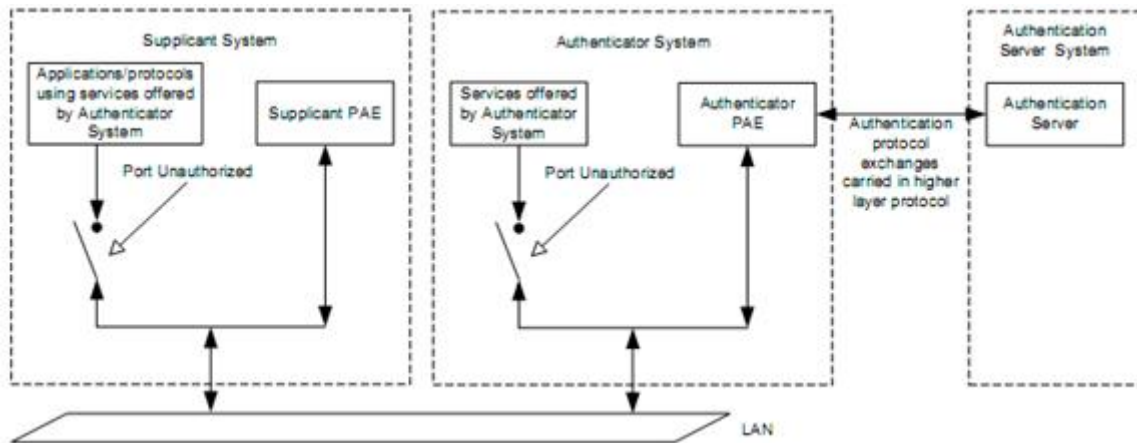 Supplicant System
Applications/protocols
using services offered
by Authenticator
System
Supplicant PAE
Port Unauthorized
Authenticator System
Services offered
by Authenticator
System
Authenticator
PAE
Port Unauthorized
Authentication
protocol
exchanges
carried in higher
layer protocol
Authentication
Server System
Authentication
Server
LAN